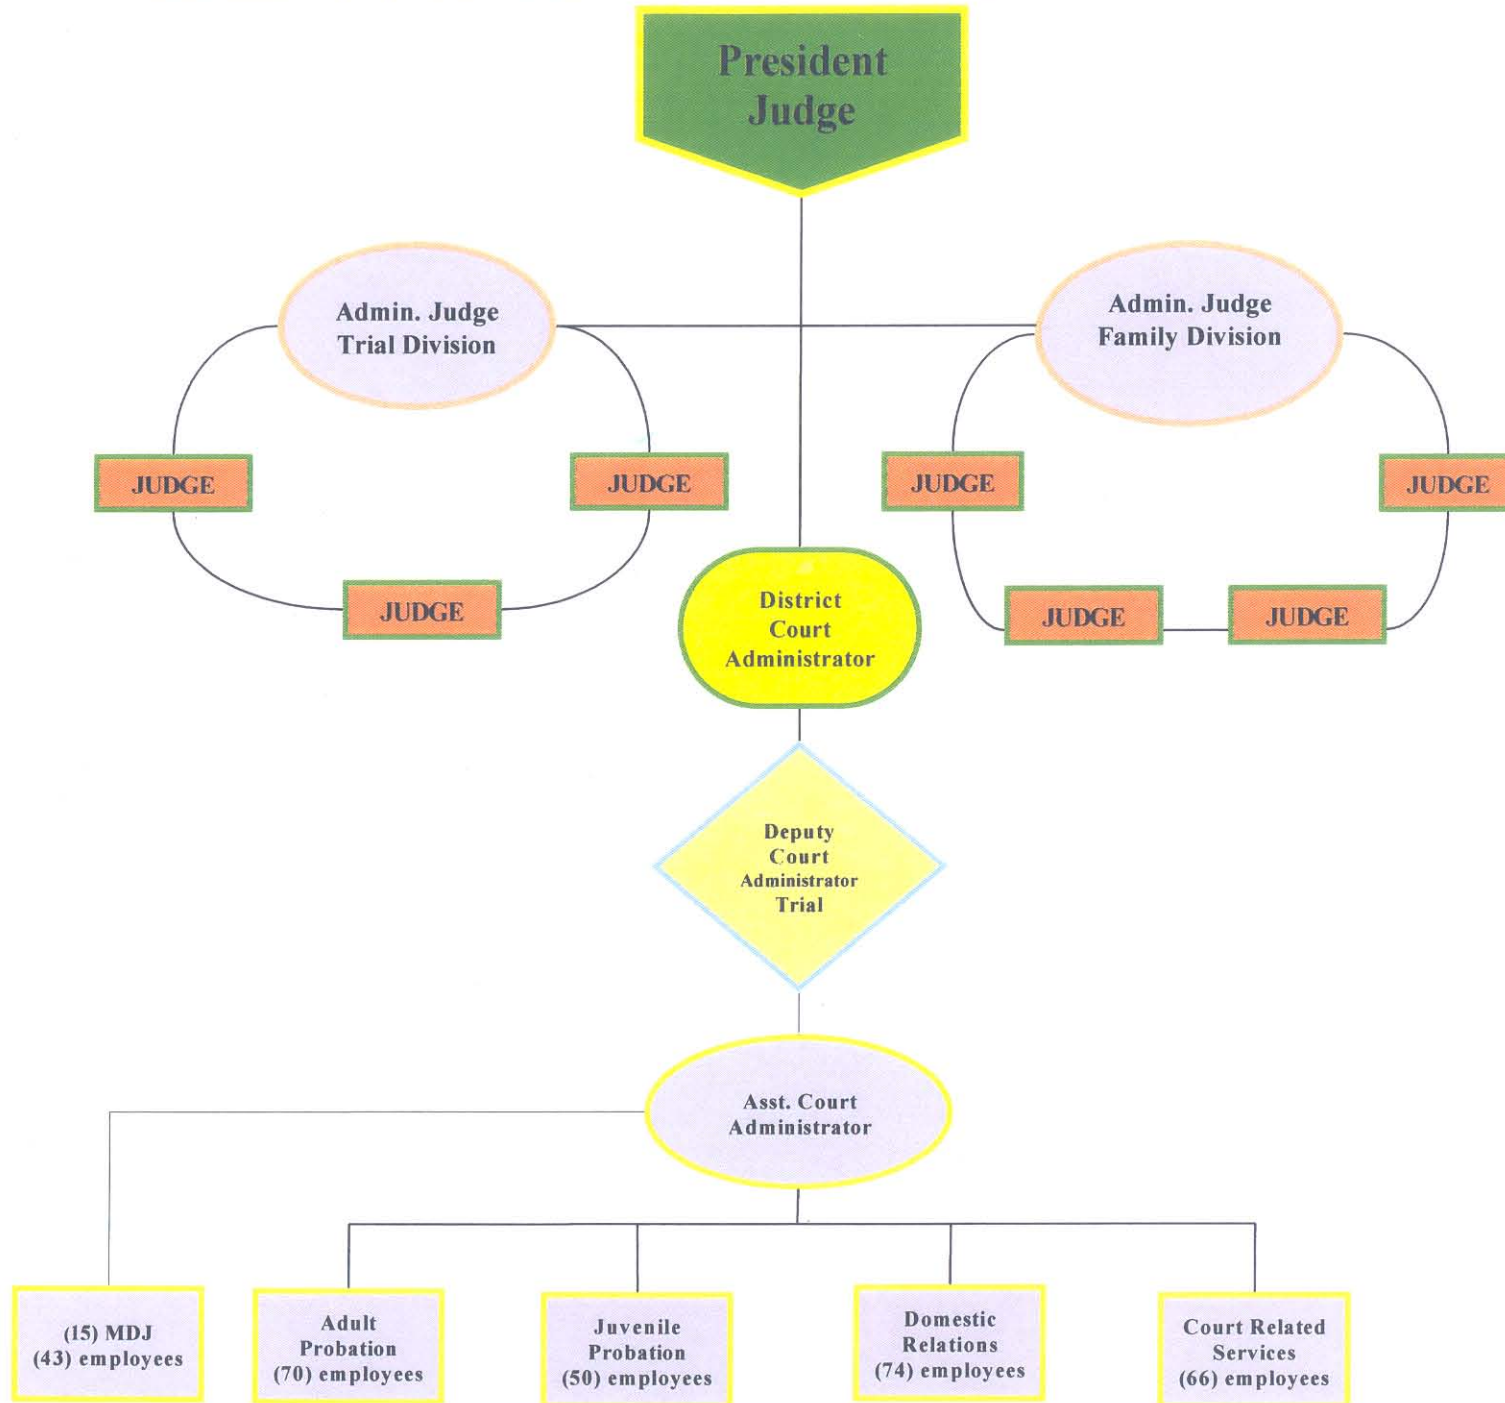 President
Judge
Admin. Judge
Trial Division
Admin. Judge
Family Division
JUDGE
JUDGE
JUDGE
JUDGE
JUDGE
JUDGE
JUDGE
District
Court
Administrator
Deputy
Court
Administrator
Trial
Asst. Court
Administrator
(15) MDJ
(43) employees
Adult
Probation
(70) employees
Juvenile
Probation
(50) employees
Domestic
Relations
(74) employees
Court Related
Services
(66) employees